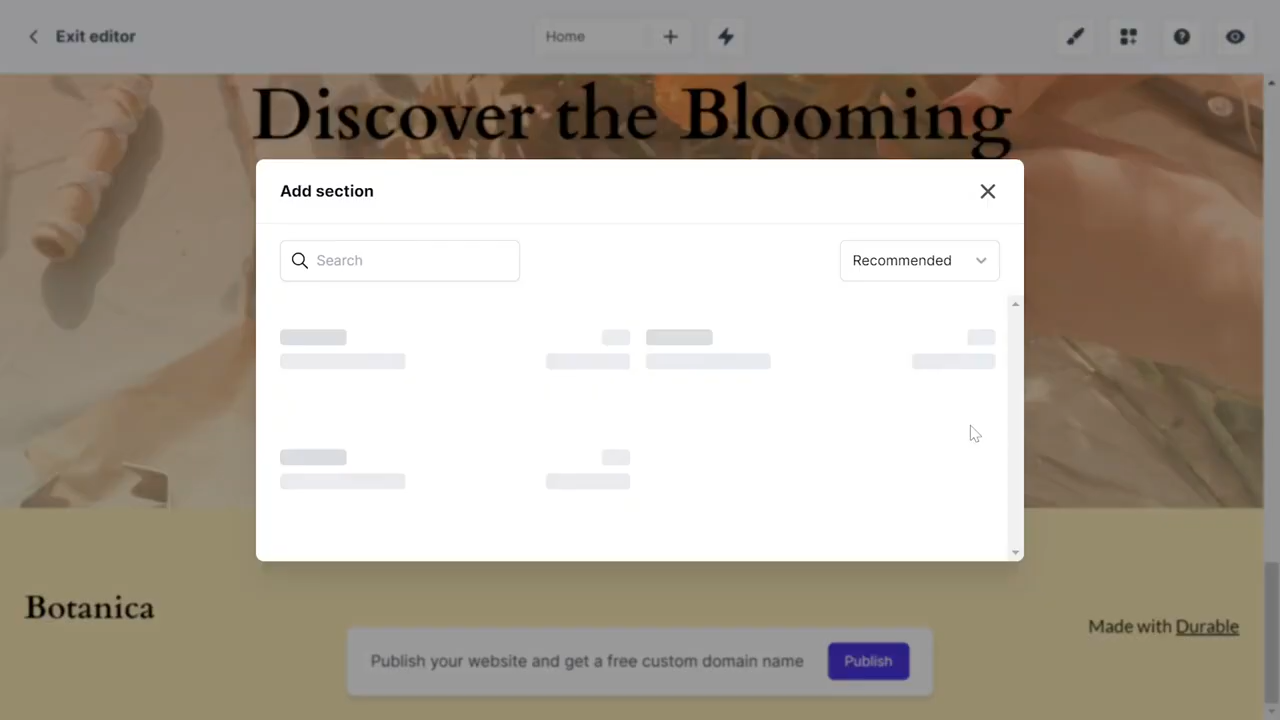 Exit editor
Home
Discover the Blooming
Add section
Search
Recommended
Botanica
Made with Durable
Publish your website and get a free custom domain name
Publish